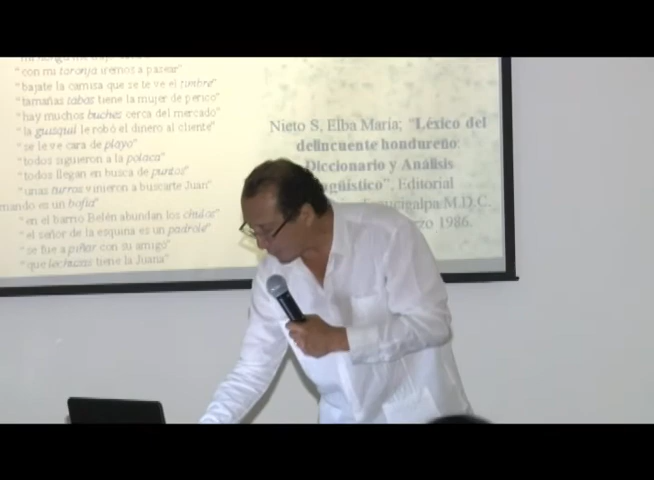 "con mi toronja iremos a pasear"
"bajate la camisa que se te ve el timbre"
"tamañas tabas tiene la mujer de perico"
"hay muchos buches cerca del mercado"
"la guisquil le robó el dinero al cliente"
"se le ve cara de playo"
"todos siguieron a la polaca"
"todos llegan en busca de puntos"
"unas zurras vinieron a buscarte Juan"
mando es un bofia"
"en el barrio Belén abundan los chulos"
"el señor de la esquina es un padrote"
"se fue a piñar con su amigo"
"que tiene la Juana"
Nieto S, Elba María; "Léxico del
delincuente hondureño:
Diccionario y Análisis
", Editorial
M.D.C.
1986.